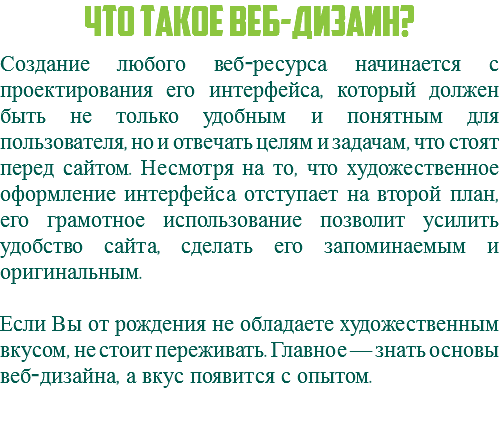 ЧТО ТАКОЕ ВЕБ-ДИЗАЙН?
Создание любого веб-ресурса начинается с
проектирования его интерфейса, который должен
быть не только удобным и понятным для
пользователя, но и отвечать целям и задачам, что стоят
перед сайтом. Несмотря на то, что художественное
оформление интерфейса отступает на второй план,
его грамотное использование позволит усилить
удобство сайта, сделать его запоминаемым и
оригинальным.
Если Вы от рождения не обладаете художественным
вкусом, не стоит переживать. Главное — знать основы
веб-дизайна, а вкус появится с опытом.